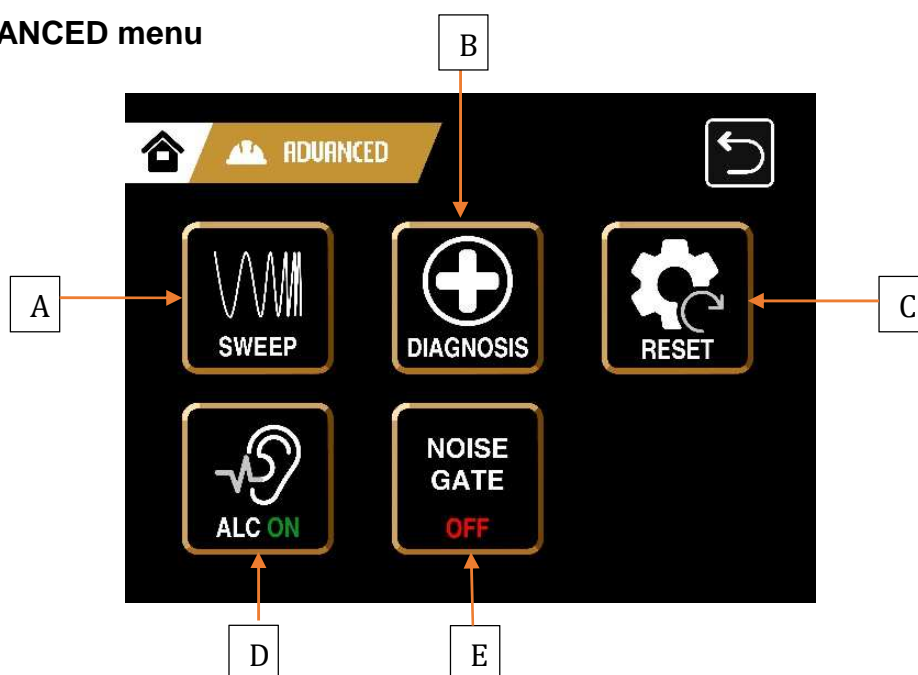 ANCED menu
B
ADVANCED
A
SWEEP
DIAGNOSIS
RESET
C
ALC ON
NOISE
GATE
OFF
D
E